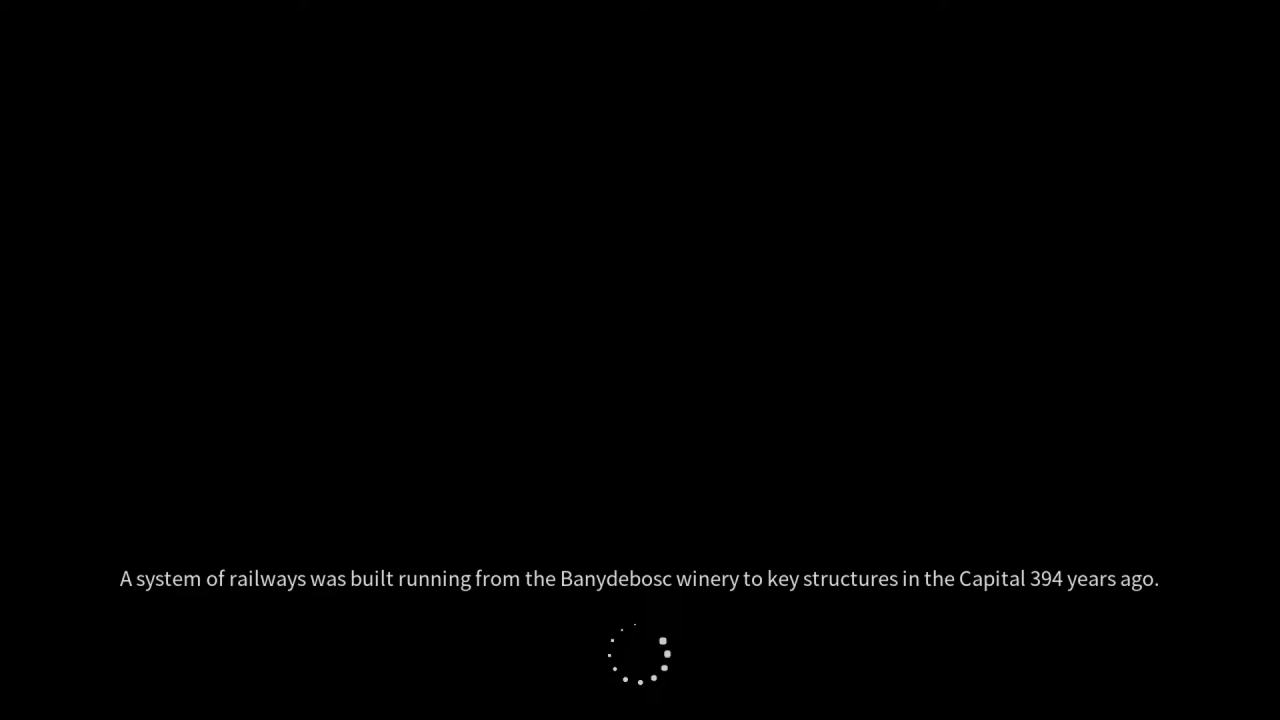 A system of railways was built running from the Banydebosc winery to key structures in the Capital 394 years ago.